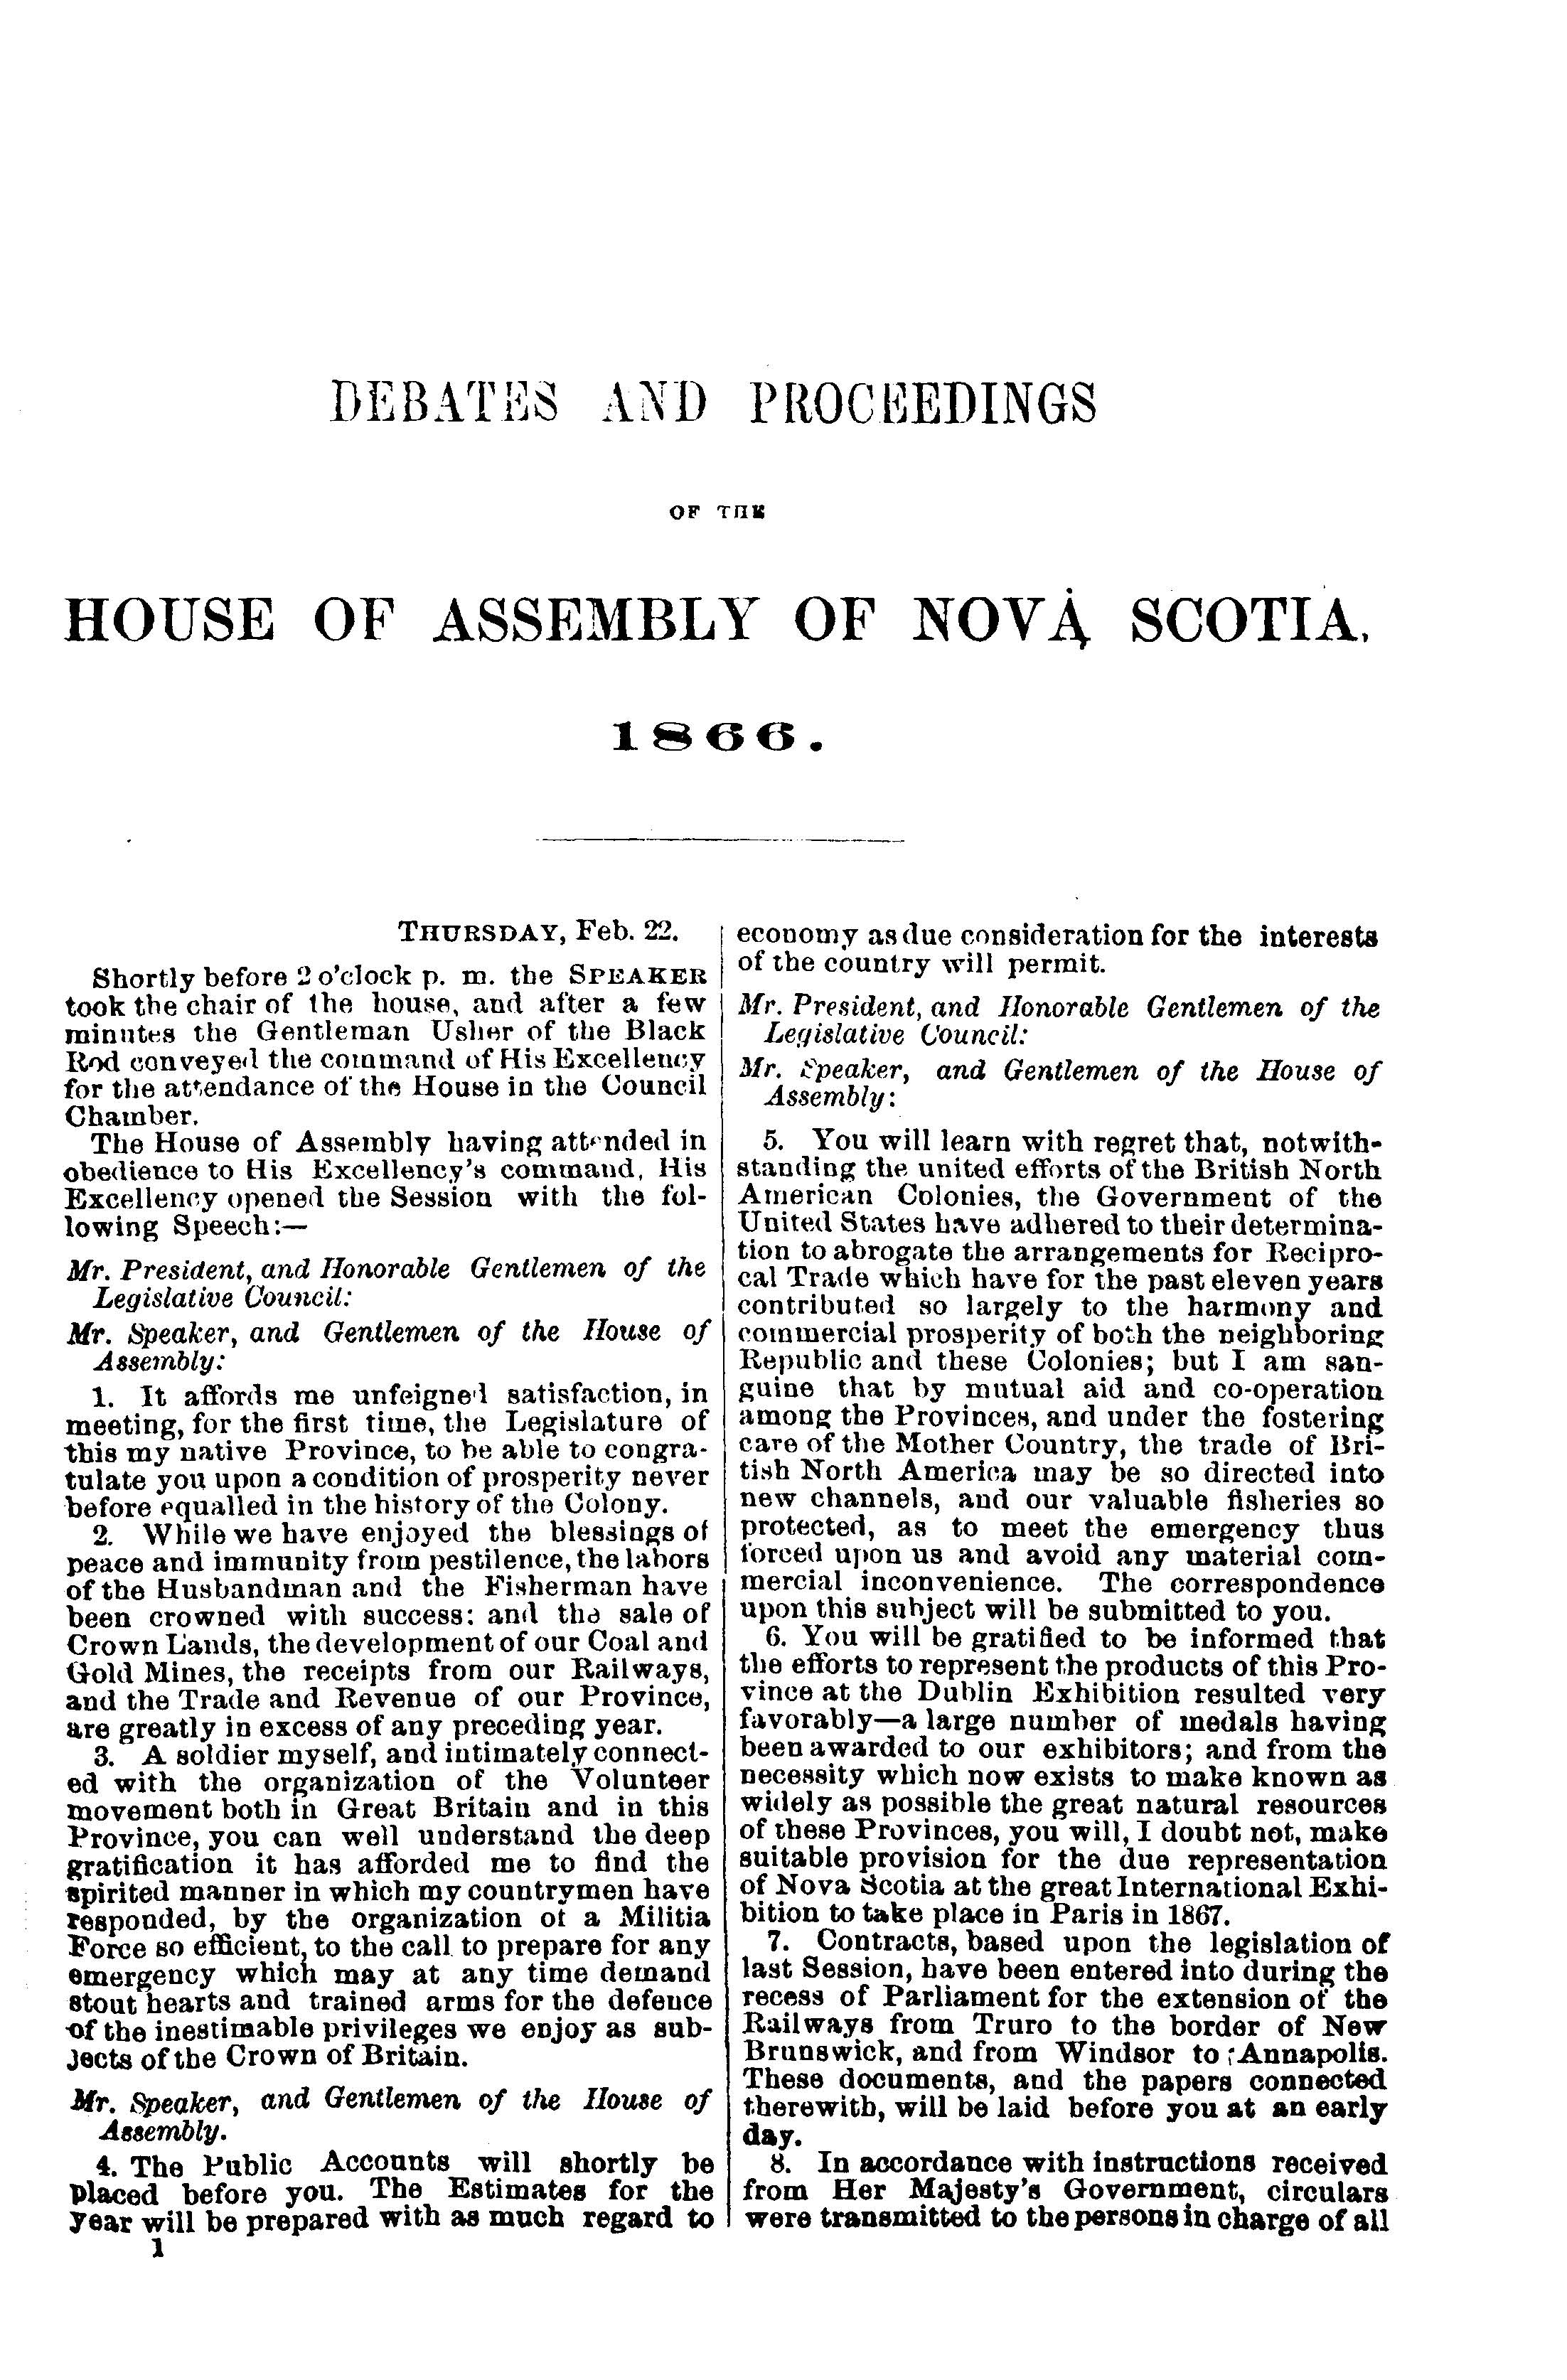 DEBATES AND PROCEEDINGS
OF THE
HOUSE OF ASSEMBLY OF NOVA SCOTIA.
1866.
THURSDAY, Feb. 22.
Shortly before 2 o'clock p. m. the SPEAKER
took the chair of the house, and after a few
minutes the Gentleman Usher of the Black
Rod conveyed the command of His Excellency
for the attendance of the House in the Council
Chamber.
The House of Assembly having attended in
obedience to His Excellency's command, His
Excellency opened the Session with the fol-
lowing Speech:—
Mr. President, and Honorable Gentlemen of the
Legislative Council:
Mr. Speaker, and Gentlemen of the House of
Assembly:
1. It affords me unfeigned satisfaction, in
meeting, for the first time, the Legislature of
this my native Province, to be able to congra-
tulate you upon a condition of prosperity never
before equalled in the history of the Colony.
2. While we have enjoyed the blessings of
peace and immunity from pestilence, the labors
of the Husbandman and the Fisherman have
been crowned with success: and the sale of
Crown Lands, the development of our Coal and
Gold Mines, the receipts from our Railways,
and the Trade and Revenue of our Province,
are greatly in excess of any preceding year.
3. A soldier myself, and intimately connect-
ed with the organization of the Volunteer
movement both in Great Britain and in this
Province, you can well understand the deep
gratification it has afforded me to find the
spirited manner in which my countrymen have
responded, by the organization of a Militia
Force so efficient, to the call to prepare for any
emergency which may at any time demand
stout hearts and trained arms for the defence
of the inestimable privileges we enjoy as sub-
jects of the Crown of Britain.
Mr. Speaker, and Gentlemen of the House of
Assembly.
4. The Public Accounts will shortly be
placed before you. The Estimates for the
year will be prepared with as much regard to
1
economy as due consideration for the interests
of the country will permit.
Mr. President, and Honorable Gentlemen of the
Legislative Council:
Mr. Speaker, and Gentlemen of the House of
Assembly:
5. You will learn with regret that, notwith-
standing the united efforts of the British North
American Colonies, the Government of the
United States have adhered to their determina-
tion to abrogate the arrangements for Recipro-
cal Trade which have for the past eleven years
contributed so largely to the harmony and
commercial prosperity of both the neighboring
Republic and these Colonies; but I am san-
guine that by mutual aid and co-operation
among the Provinces, and under the fostering
care of the Mother Country, the trade of Bri-
tish North America may be so directed into
new channels, and our valuable fisheries so
protected, as to meet the emergency thus
forced upon us and avoid any material com-
mercial inconvenience. The correspondence
upon this subject will be submitted to you.
6. You will be gratified to be informed that
the efforts to represent the products of this Pro-
vince at the Dublin Exhibition resulted very
favorably—a large number of medals having
been awarded to our exhibitors; and from the
necessity which now exists to make known as
widely as possible the great natural resources
of these Provinces, you will, I doubt not, make
suitable provision for the due representation
of Nova Scotia at the great International Exhi-
bition to take place in Paris in 1867.
7. Contracts, based upon the legislation of
last Session, have been entered into during the
recess of Parliament for the extension of the
Railways from Truro to the border of New
Brunswick, and from Windsor to Annapolis.
These documents, and the papers connected
therewith, will be laid before you at an early
day.
8. In accordance with instructions received
from Her Majesty's Government, circulars
were transmitted to the persons in charge of all